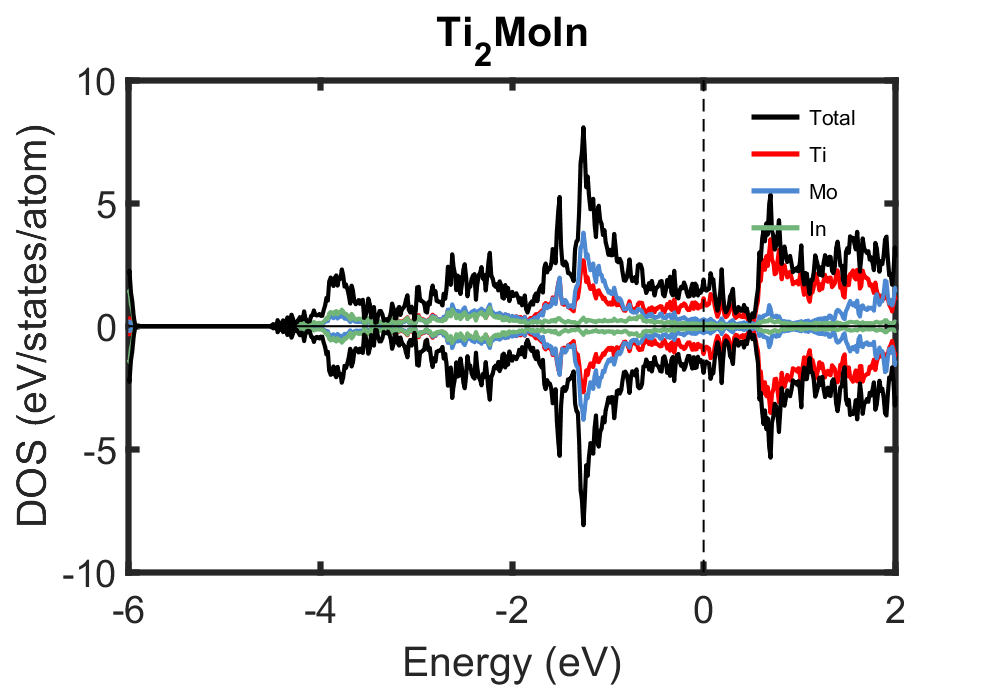 Ti₂MoIn
10
5
0
-5
-10
DOS (eV/states/atom)
Total
Ti
Mo
In
-6
-4
-2
0
2
Energy (eV)